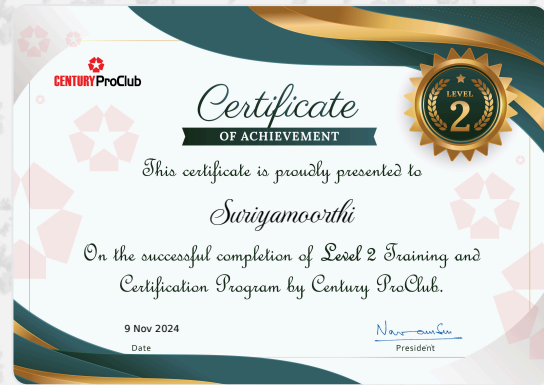 CENTURY ProClub
LEVEL
2
Certificate
OF ACHIEVEMENT
This certificate is proudly presented to
Suriyamoorthi
On the successful completion of Level 2 Training and
Certification Program by Century ProClub.
9 Nov 2024
Date
President